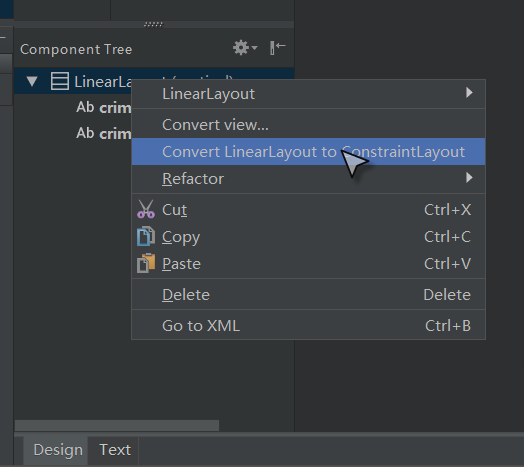 Component Tree
LinearLa
LinearLayout
Ab crim
Convert view...
Ab crim
Convert LinearLayout to ConstraintLayout
Refactor
Cut Ctrl+X
Copy Ctrl+C
Paste Ctrl+V
Delete Delete
Go to XML Ctrl+B
Design Text